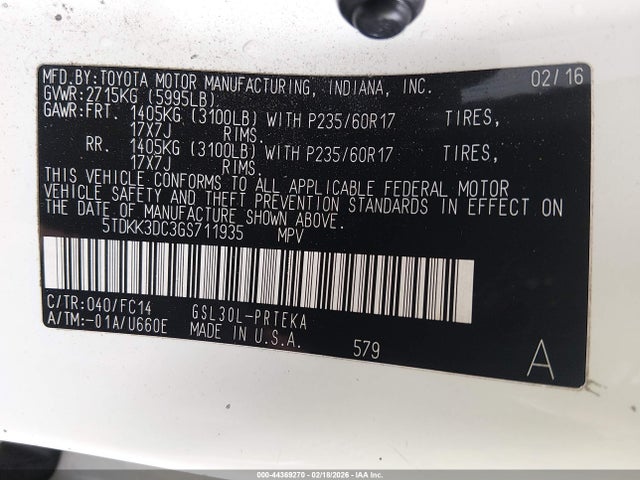 MFD.BY:TOYOTA MOTOR MANUFACTURING, INDIANA, INC. 02/16
GVWR:2715KG (5995LB)
GAWR:FRT. 1405KG (3100LB) WITH P235/60R17 TIRES,
17X7J RIMS.
RR. 1405KG (3100LB) WITH P235/60R17 TIRES,
17X7J RIMS.
THIS VEHICLE CONFORMS TO ALL APPLICABLE FEDERAL MOTOR
VEHICLE SAFETY AND THEFT PREVENTION STANDARDS IN EFFECT ON
THE DATE OF MANUFACTURE SHOWN ABOVE.
5TDKK3DC3GS711935 MPV
C/TR:040/FC14 GSL30L-PRTEKA
A/TM:-01A/U660E MADE IN U.S.A. 579 A
000-44369270 - 02/18/2026 - IAA Inc.